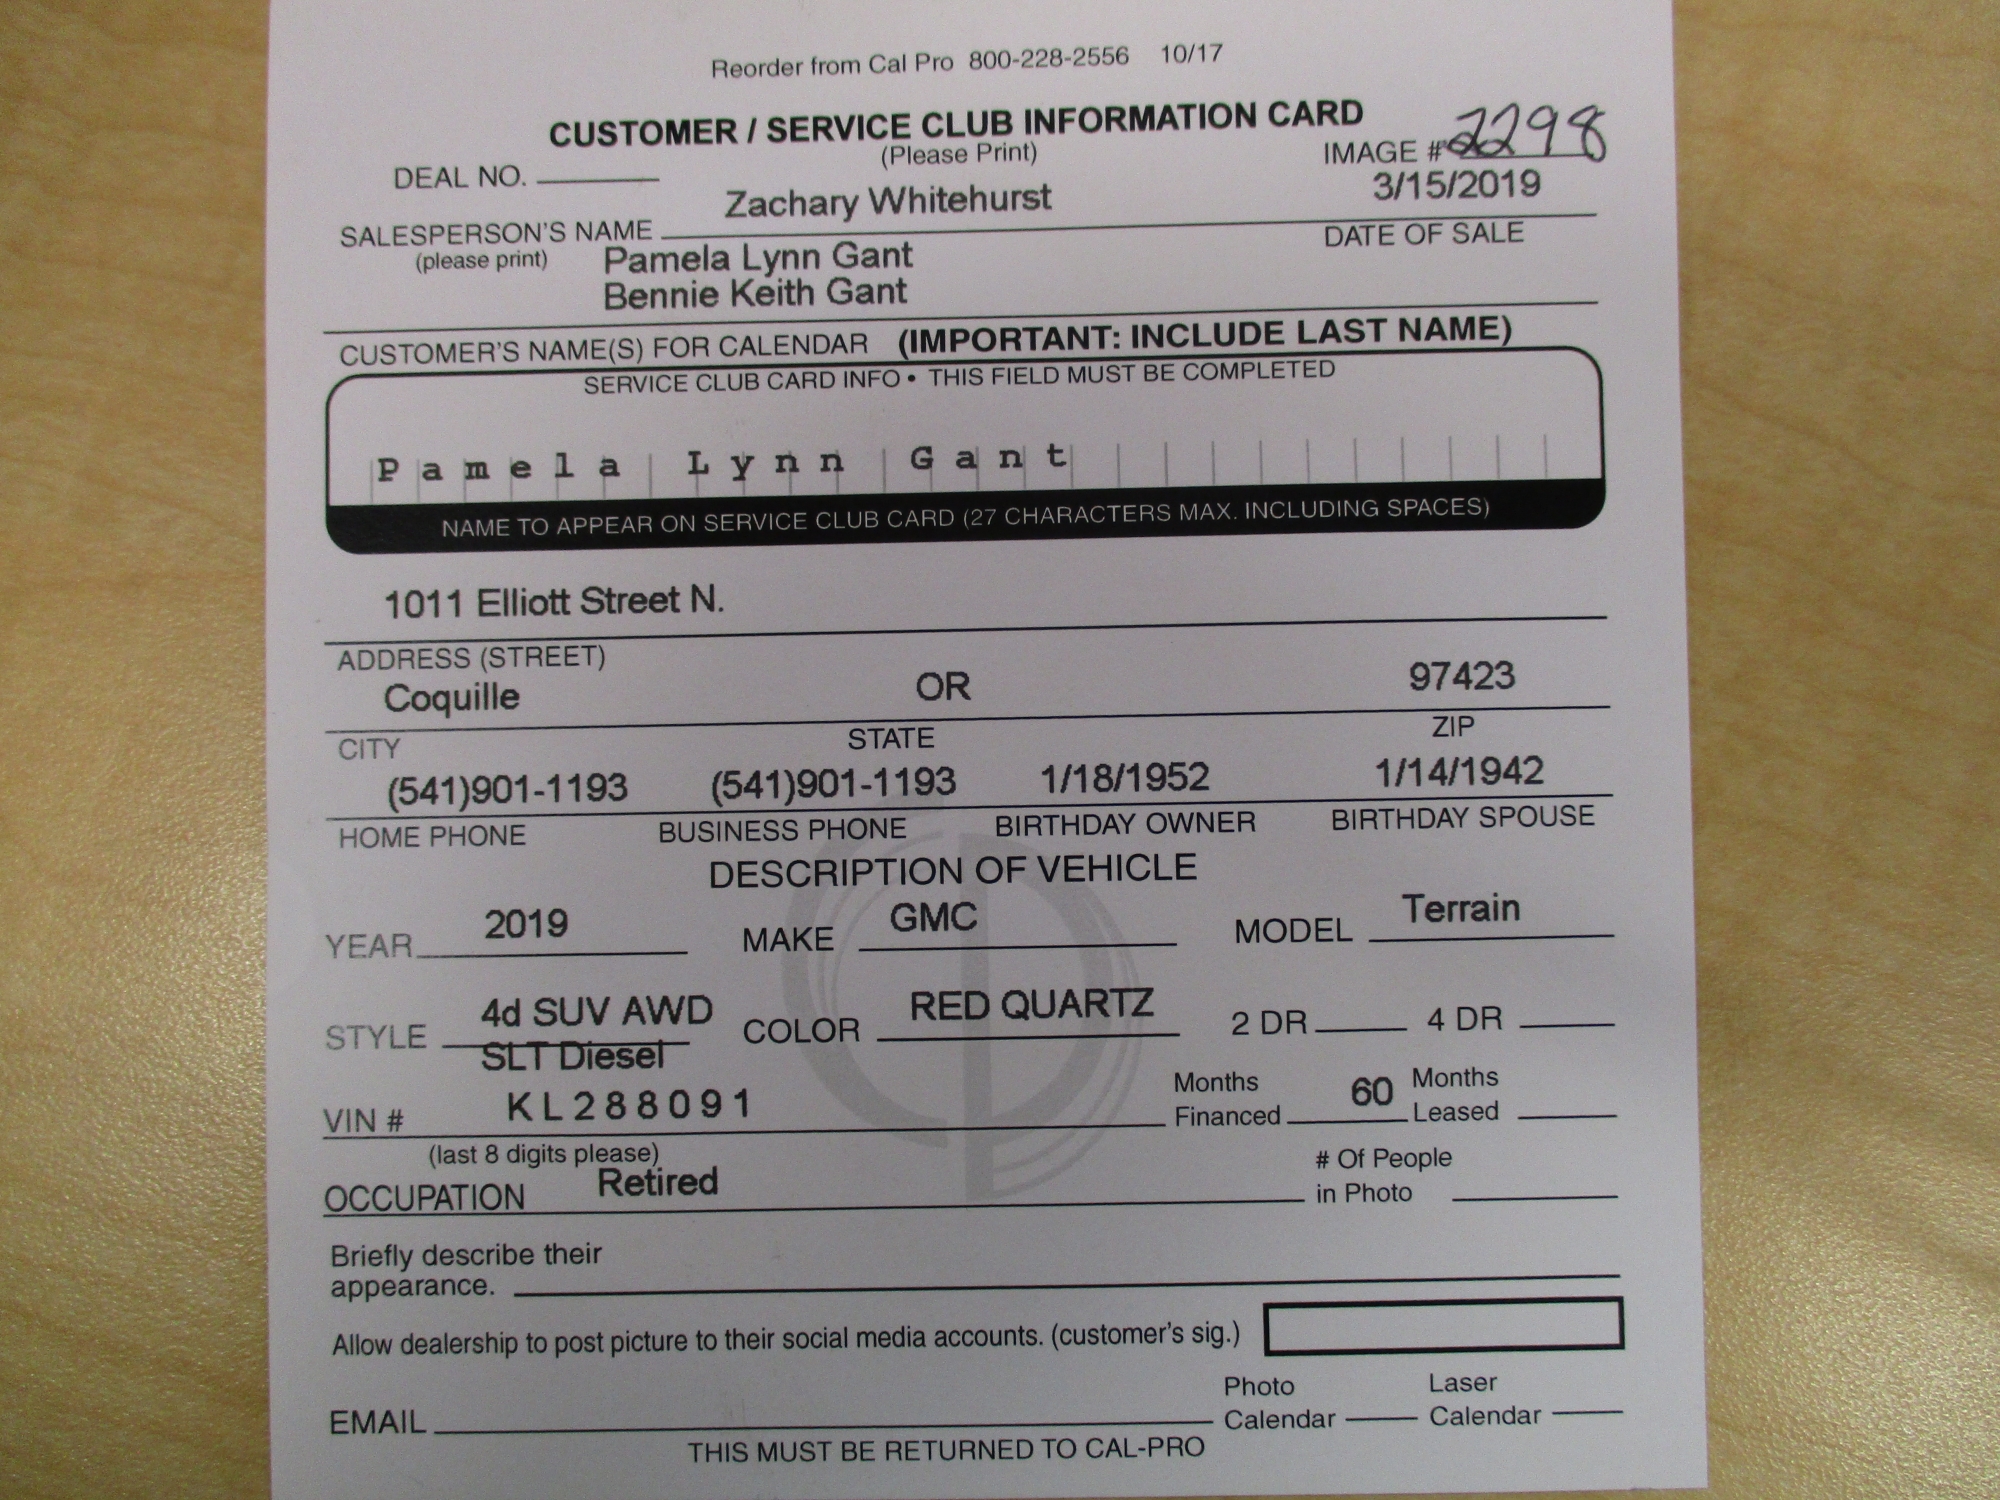 Reorder from Cal Pro 800-228-2556 10/17
CUSTOMER / SERVICE CLUB INFORMATION CARD
(Please Print)
DEAL NO.
IMAGE # 2298
Zachary Whitehurst 3/15/2019
SALESPERSON'S NAME DATE OF SALE
(please print)
Pamela Lynn Gant
Bennie Keith Gant
CUSTOMER'S NAME(S) FOR CALENDAR (IMPORTANT: INCLUDE LAST NAME)
SERVICE CLUB CARD INFO • THIS FIELD MUST BE COMPLETED
Pamela Lynn Gant
NAME TO APPEAR ON SERVICE CLUB CARD (27 CHARACTERS MAX. INCLUDING SPACES)
1011 Elliott Street N.
ADDRESS (STREET)
Coquille OR 97423
CITY STATE ZIP
(541)901-1193 (541)901-1193 1/18/1952 1/14/1942
HOME PHONE BUSINESS PHONE BIRTHDAY OWNER BIRTHDAY SPOUSE
DESCRIPTION OF VEHICLE
YEAR 2019 MAKE GMC MODEL Terrain
STYLE 4d SUV AWD COLOR RED QUARTZ 2 DR 4 DR
SLT Diesel
VIN # KL288091 Months Financed 60 Months Leased
(last 8 digits please)
OCCUPATION Retired # Of People in Photo
Briefly describe their
appearance.
Allow dealership to post picture to their social media accounts. (customer's sig.)
EMAIL Photo Calendar Laser Calendar
THIS MUST BE RETURNED TO CAL-PRO